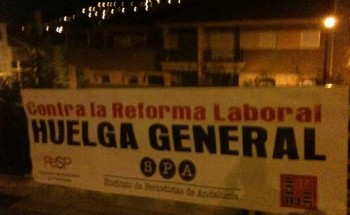 Contra la Reforma Laboral
HUELGA GENERAL
SPA
FeSP
Sindicato de Periodistas de Andalucía